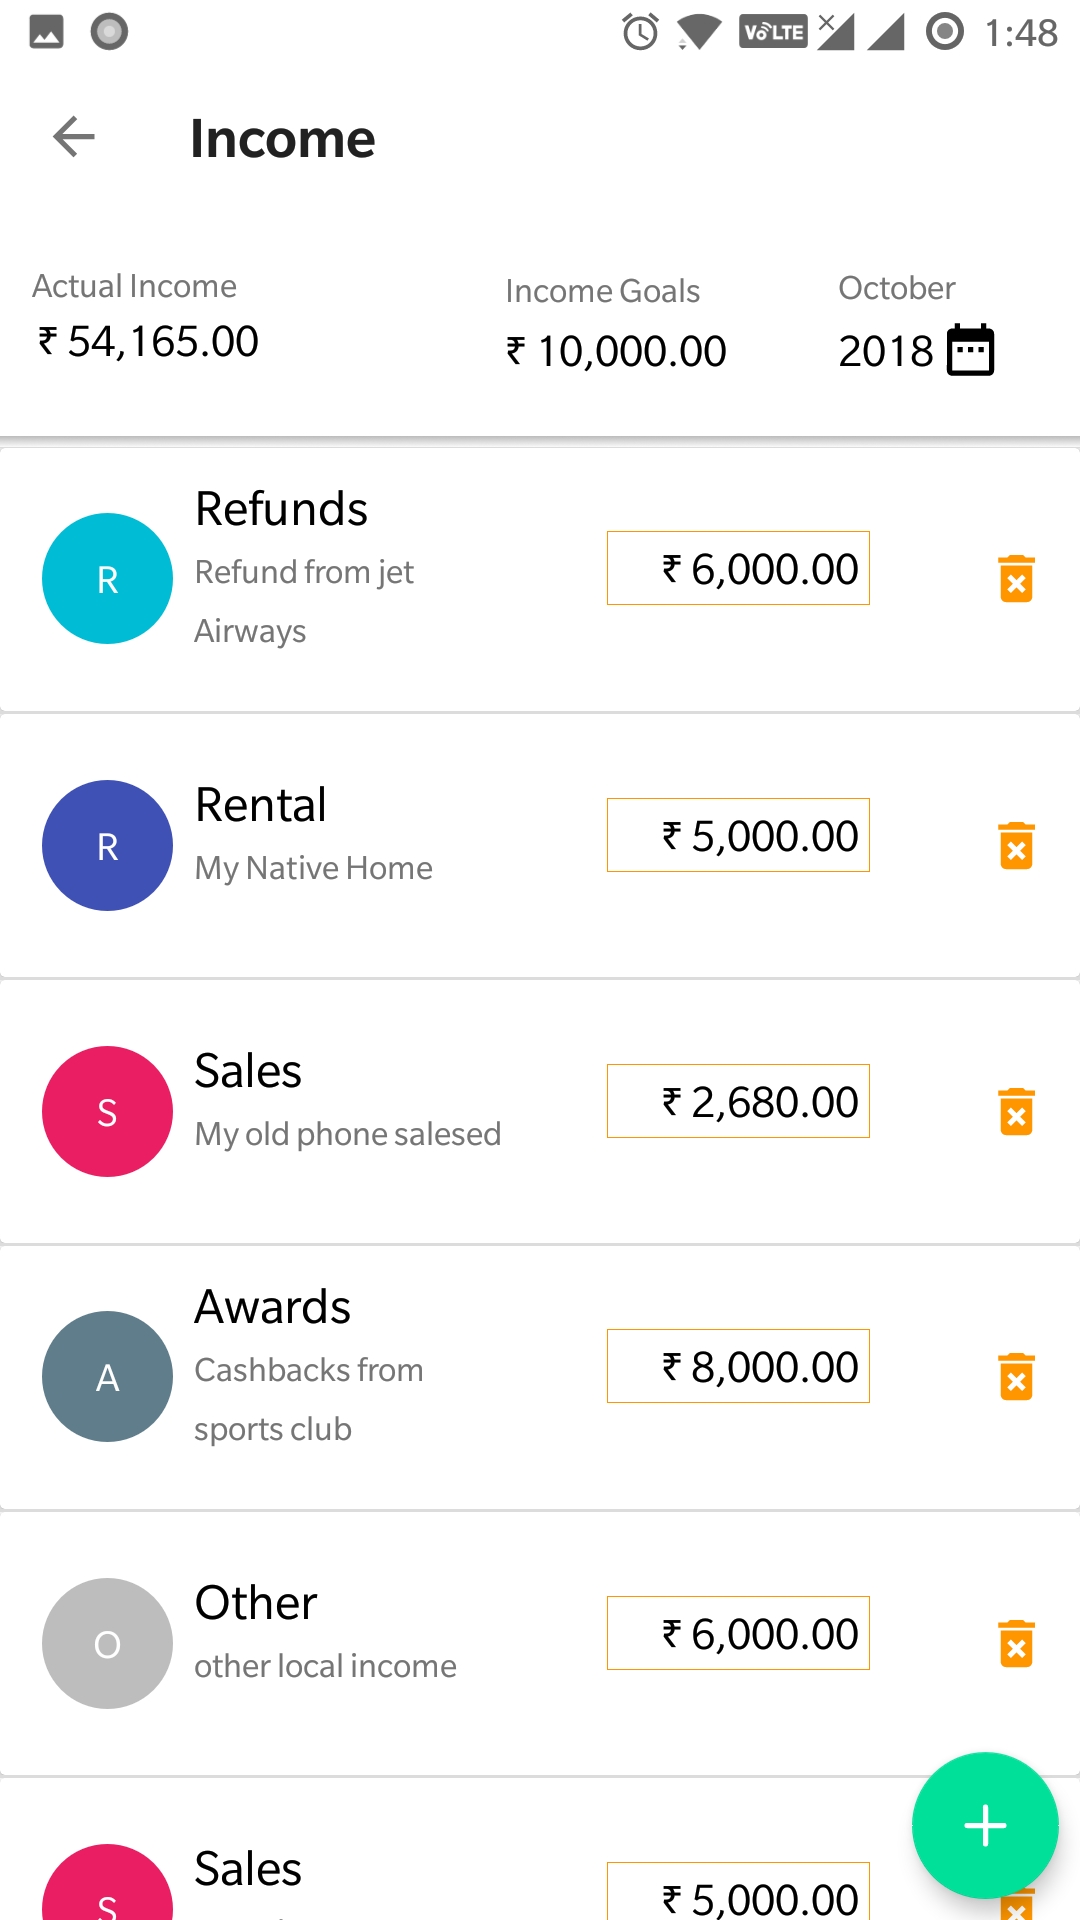 VoLTE 1:48
Income
Actual Income
₹ 54,165.00
Income Goals
₹ 10,000.00
October
2018
R
Refunds
Refund from jet
Airways
₹ 6,000.00
R
Rental
My Native Home
₹ 5,000.00
S
Sales
My old phone salesed
₹ 2,680.00
A
Awards
Cashbacks from
sports club
₹ 8,000.00
O
Other
other local income
₹ 6,000.00
S
Sales
₹ 5,000.00